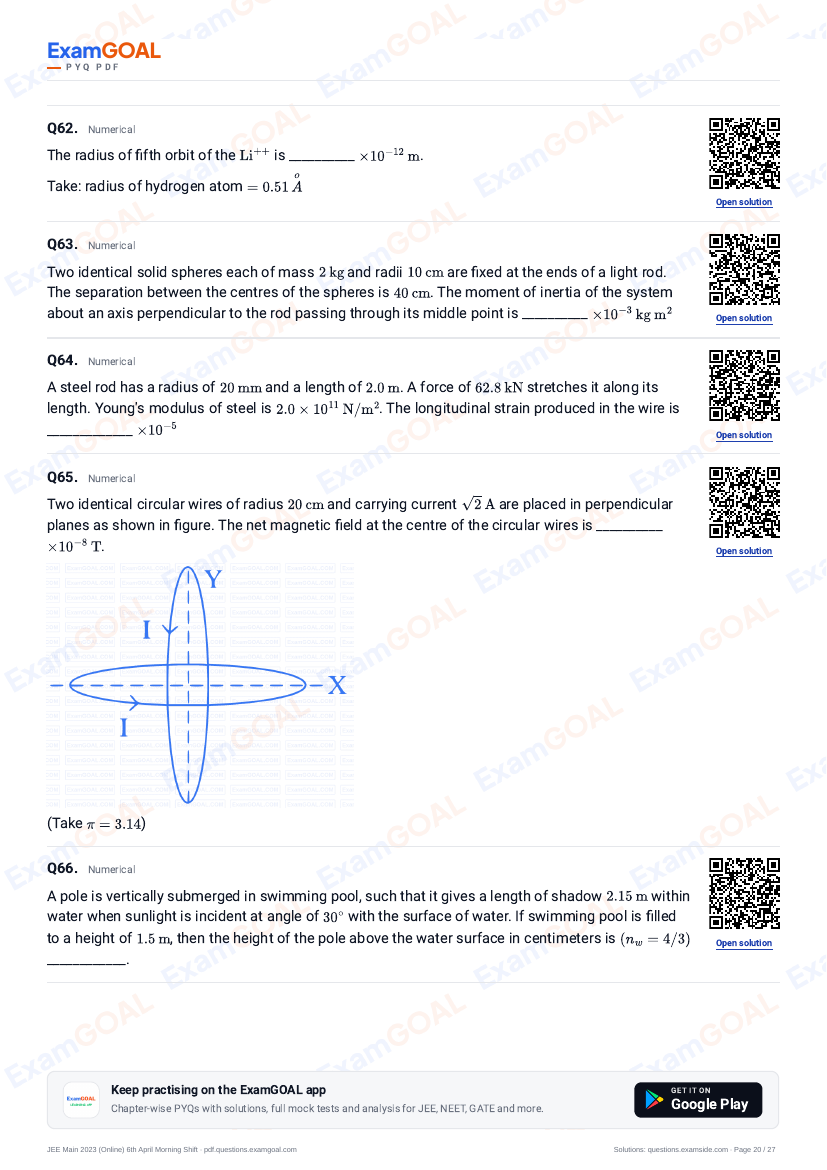 ExamGOAL
PYQ PDF
Q62. Numerical
The radius of fifth orbit of the Li⁺⁺ is __________ ×10⁻¹² m.
Take: radius of hydrogen atom = 0.51 Å
Open solution
Q63. Numerical
Two identical solid spheres each of mass 2 kg and radii 10 cm are fixed at the ends of a light rod.
The separation between the centres of the spheres is 40 cm. The moment of inertia of the system
about an axis perpendicular to the rod passing through its middle point is __________ ×10⁻³ kg m²
Open solution
Q64. Numerical
A steel rod has a radius of 20 mm and a length of 2.0 m. A force of 62.8 kN stretches it along its
length. Young's modulus of steel is 2.0 × 10¹¹ N/m². The longitudinal strain produced in the wire is
_____________ ×10⁻⁵
Open solution
Q65. Numerical
Two identical circular wires of radius 20 cm and carrying current √2 A are placed in perpendicular
planes as shown in figure. The net magnetic field at the centre of the circular wires is __________
×10⁻⁸ T.
Open solution
Y
I
X
I
(Take π = 3.14)
Q66. Numerical
A pole is vertically submerged in swimming pool, such that it gives a length of shadow 2.15 m within
water when sunlight is incident at angle of 30° with the surface of water. If swimming pool is filled
to a height of 1.5 m, then the height of the pole above the water surface in centimeters is (n_w = 4/3)
____________.
Open solution
ExamGOAL
Keep practising on the ExamGOAL app
Chapter-wise PYQs with solutions, full mock tests and analysis for JEE, NEET, GATE and more.
GET IT ON
Google Play
JEE Main 2023 (Online) 6th April Morning Shift · pdf.questions.examgoal.com
Solutions: questions.examside.com · Page 20 / 27